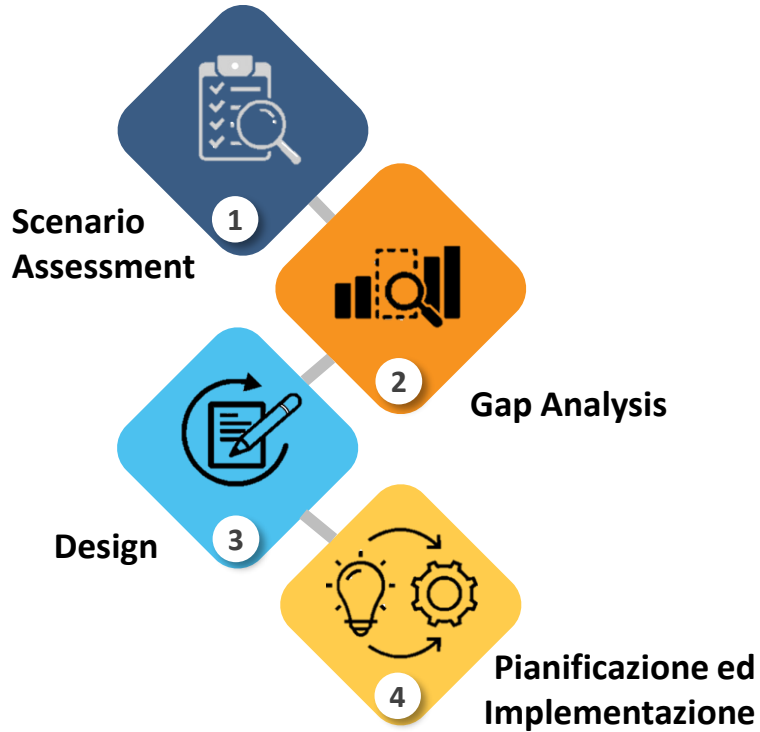 1
Scenario
Assessment
2
Gap Analysis
3
Design
4
Pianificazione ed
Implementazione